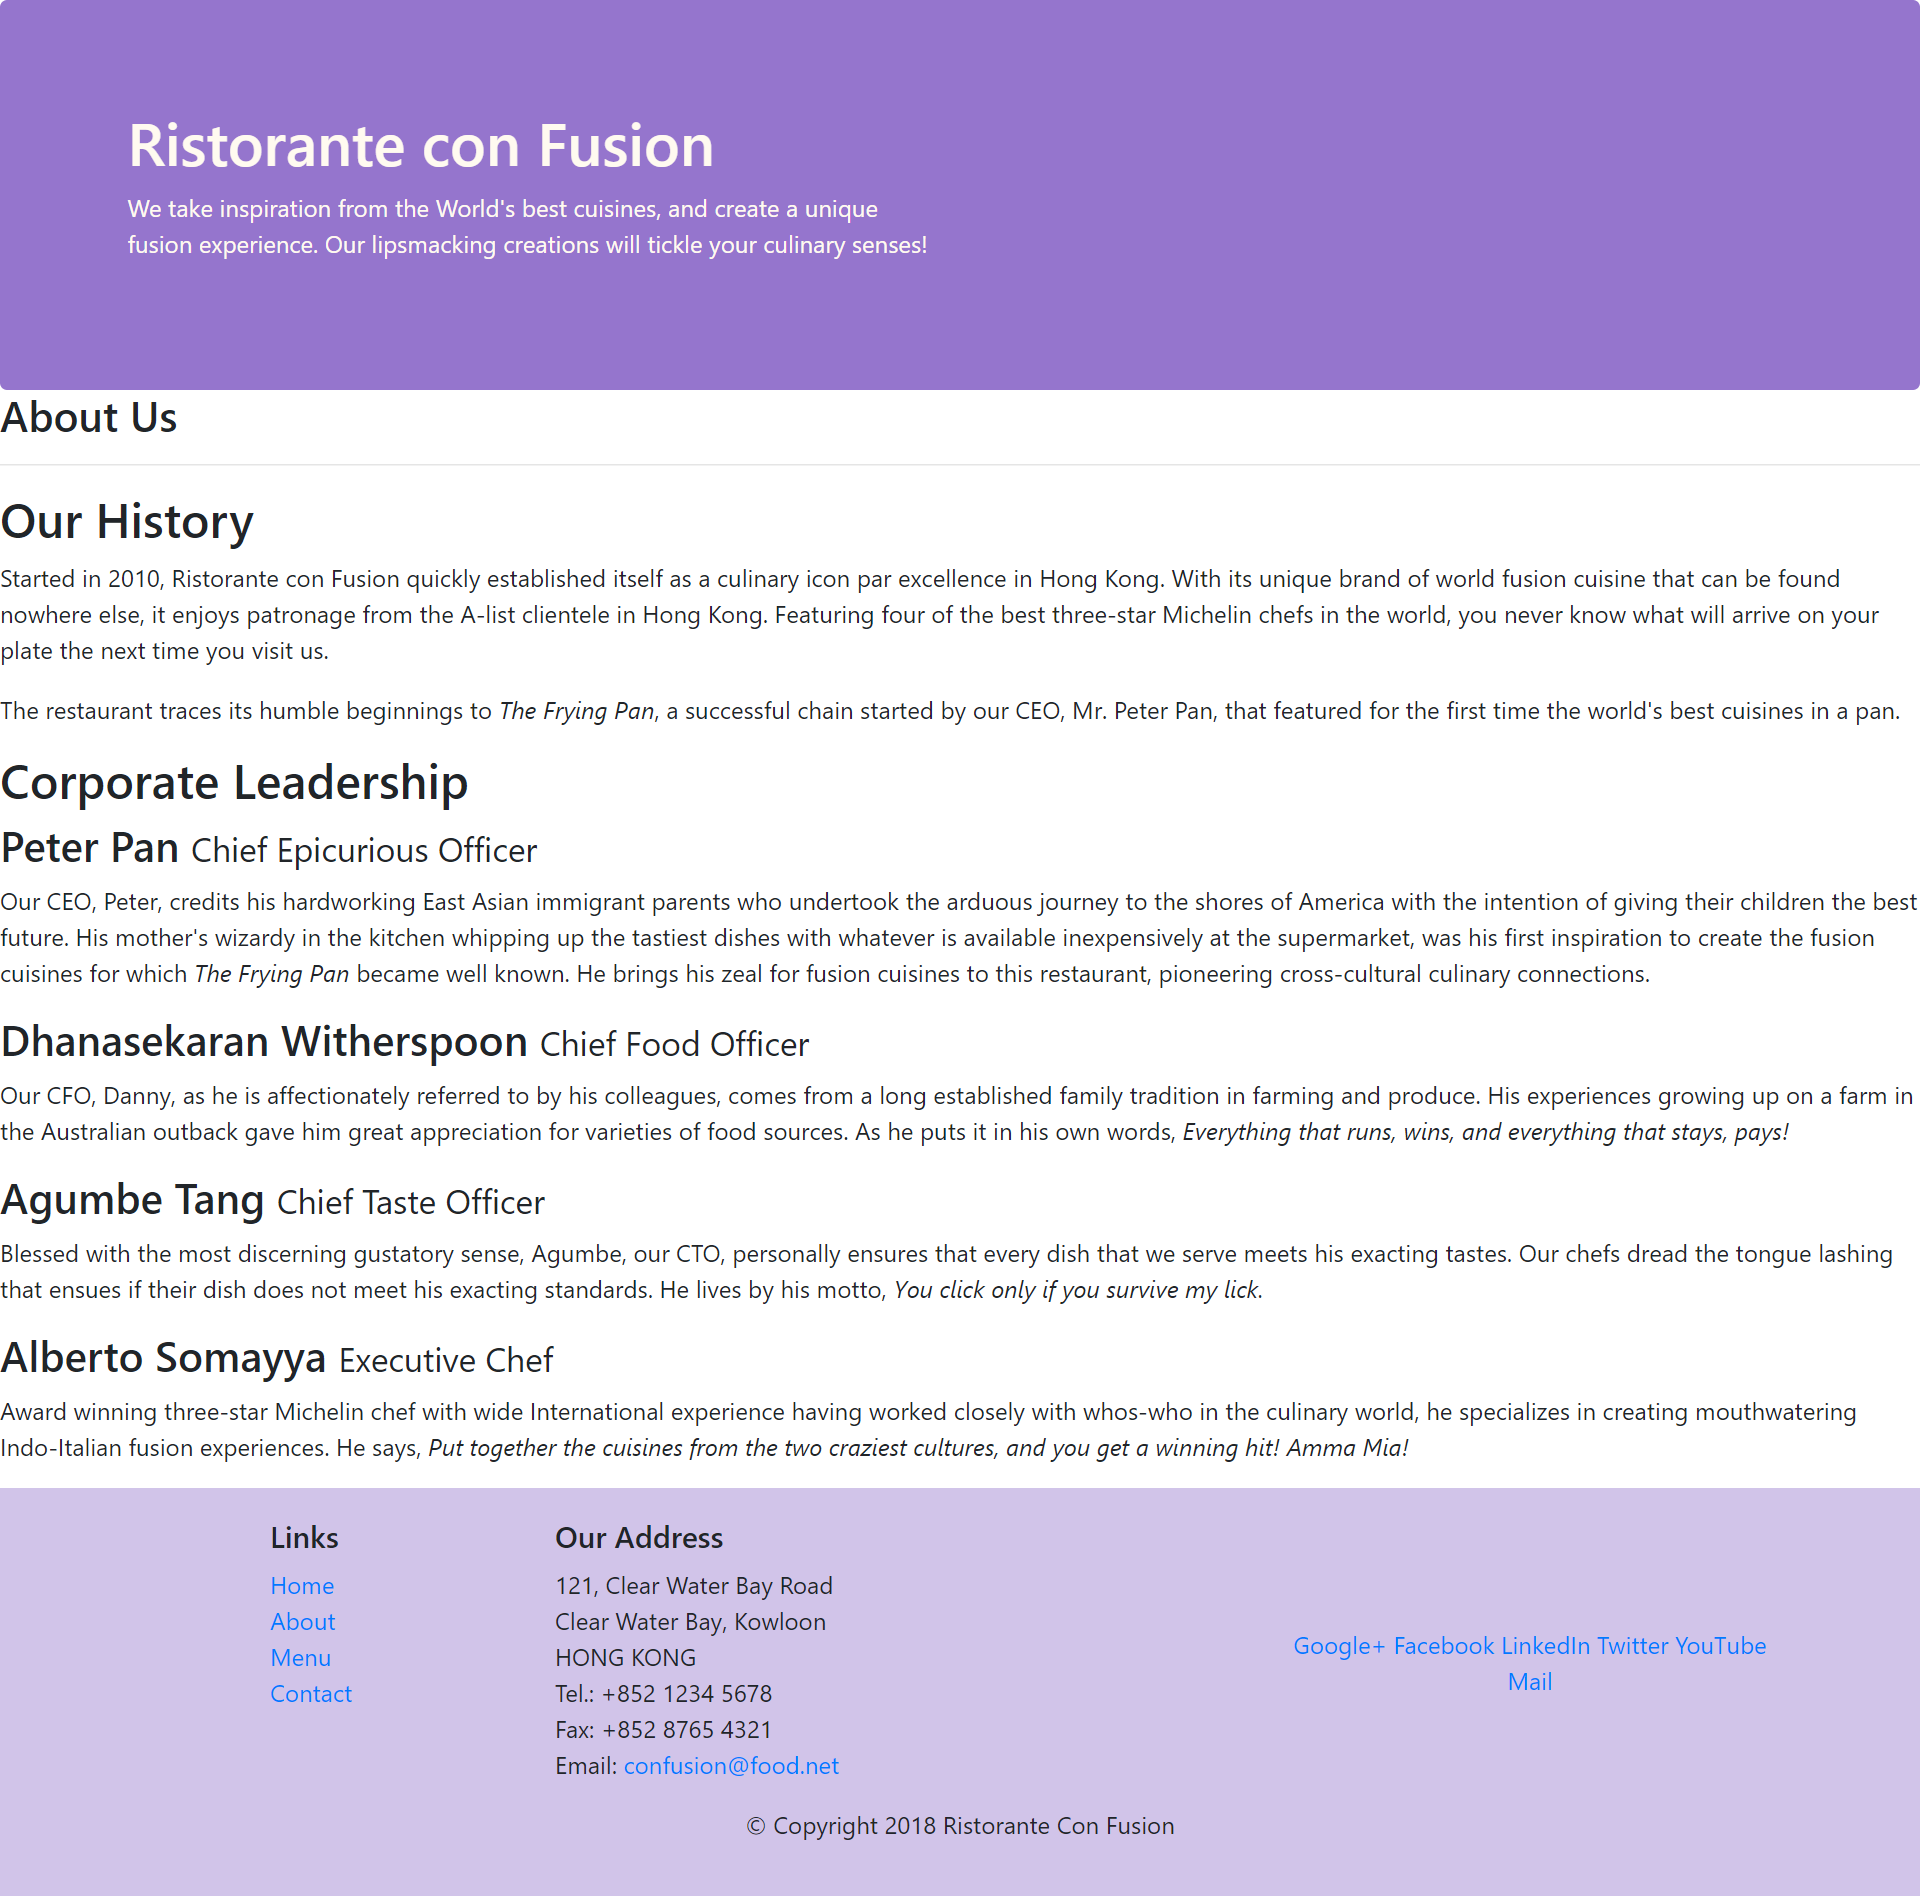 Ristorante con Fusion
We take inspiration from the World's best cuisines, and create a unique
fusion experience. Our lipsmacking creations will tickle your culinary senses!
About Us
Our History
Started in 2010, Ristorante con Fusion quickly established itself as a culinary icon par excellence in Hong Kong. With its unique brand of world fusion cuisine that can be found
nowhere else, it enjoys patronage from the A-list clientele in Hong Kong. Featuring four of the best three-star Michelin chefs in the world, you never know what will arrive on your
plate the next time you visit us.
The restaurant traces its humble beginnings to The Frying Pan, a successful chain started by our CEO, Mr. Peter Pan, that featured for the first time the world's best cuisines in a pan.
Corporate Leadership
Peter Pan Chief Epicurious Officer
Our CEO, Peter, credits his hardworking East Asian immigrant parents who undertook the arduous journey to the shores of America with the intention of giving their children the best
future. His mother's wizardy in the kitchen whipping up the tastiest dishes with whatever is available inexpensively at the supermarket, was his first inspiration to create the fusion
cuisines for which The Frying Pan became well known. He brings his zeal for fusion cuisines to this restaurant, pioneering cross-cultural culinary connections.
Dhanasekaran Witherspoon Chief Food Officer
Our CFO, Danny, as he is affectionately referred to by his colleagues, comes from a long established family tradition in farming and produce. His experiences growing up on a farm in
the Australian outback gave him great appreciation for varieties of food sources. As he puts it in his own words, Everything that runs, wins, and everything that stays, pays!
Agumbe Tang Chief Taste Officer
Blessed with the most discerning gustatory sense, Agumbe, our CTO, personally ensures that every dish that we serve meets his exacting tastes. Our chefs dread the tongue lashing
that ensues if their dish does not meet his exacting standards. He lives by his motto, You click only if you survive my lick.
Alberto Somayya Executive Chef
Award winning three-star Michelin chef with wide International experience having worked closely with whos-who in the culinary world, he specializes in creating mouthwatering
Indo-Italian fusion experiences. He says, Put together the cuisines from the two craziest cultures, and you get a winning hit! Amma Mia!
Links
Home
About
Menu
Contact
Our Address
121, Clear Water Bay Road
Clear Water Bay, Kowloon
HONG KONG
Tel.: +852 1234 5678
Fax: +852 8765 4321
Email: confusion@food.net
Google+ Facebook LinkedIn Twitter YouTube
Mail
© Copyright 2018 Ristorante Con Fusion